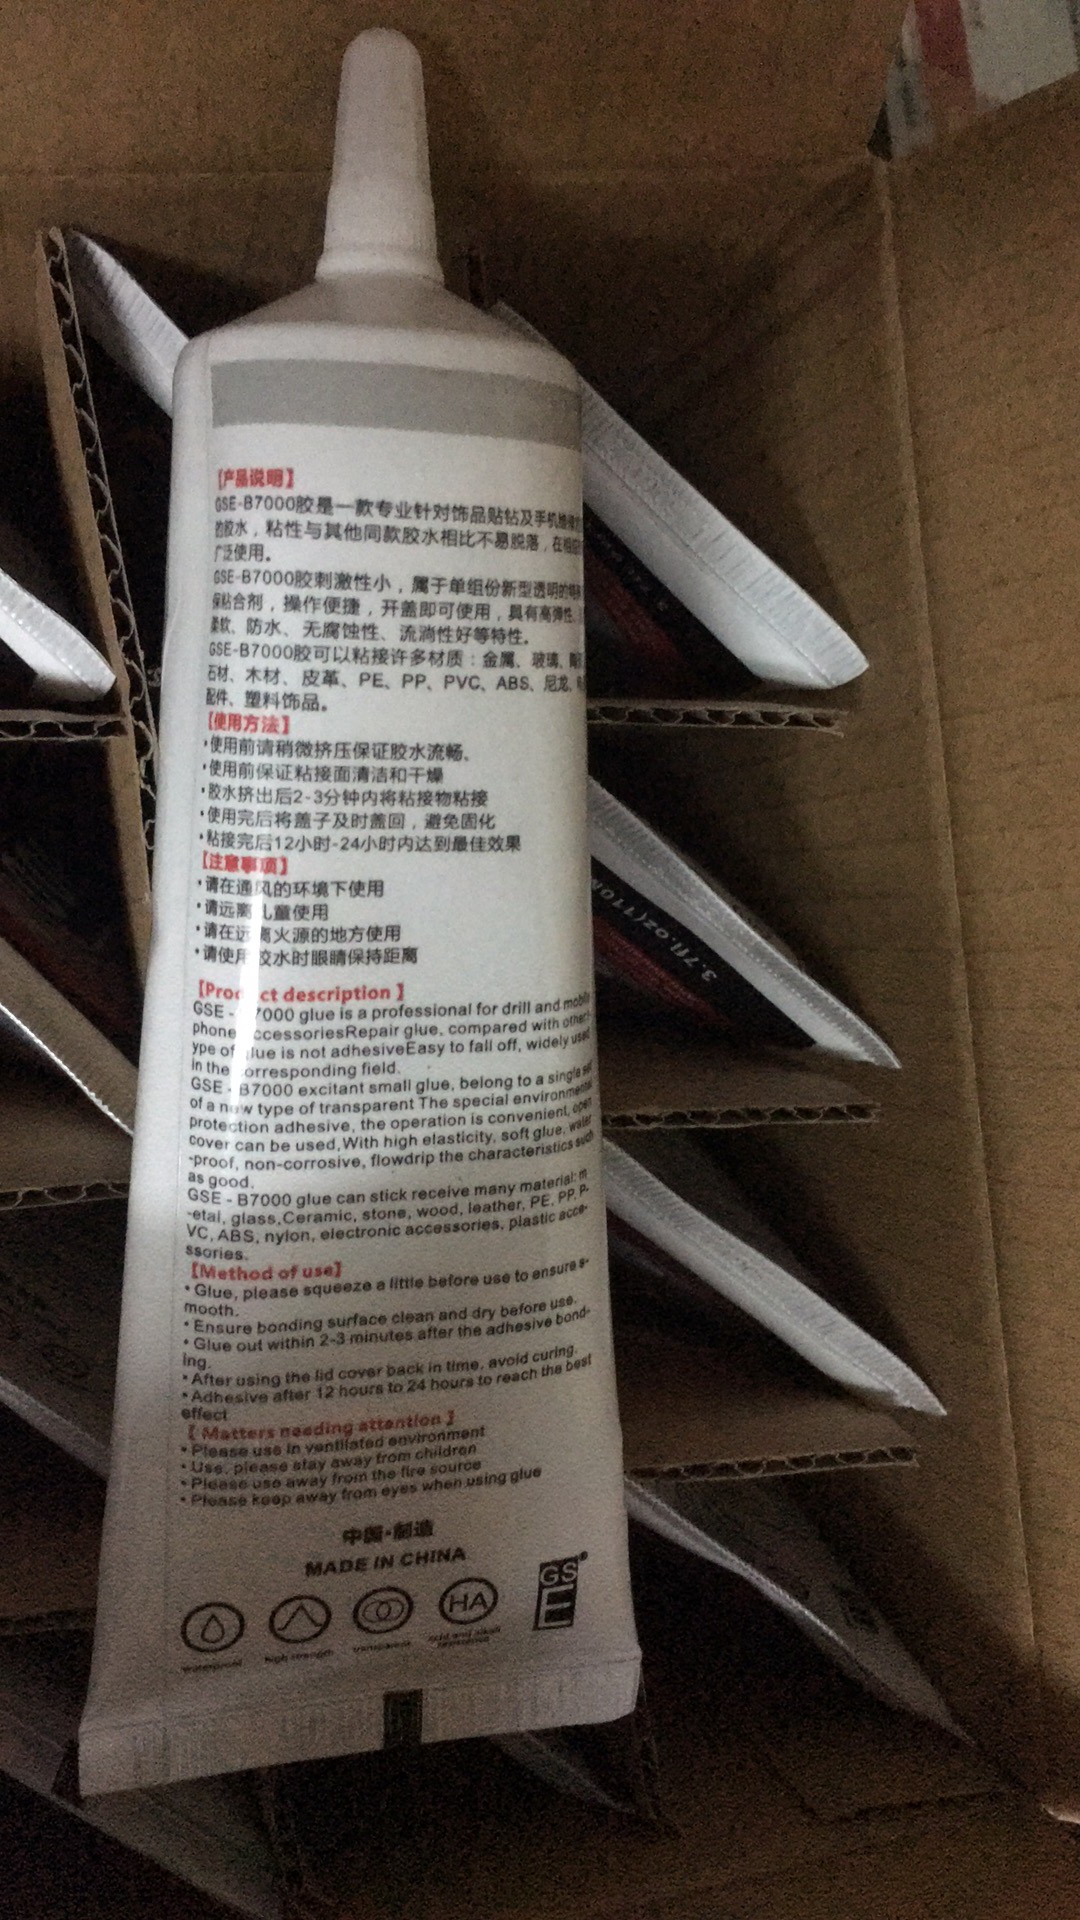 【产品说明】
GSE-B7000胶是一款专业针对饰品贴钻及手机维修
的胶水，粘性与其他同款胶水相比不易脱落，在相应
广泛使用。
GSE-B7000胶刺激性小，属于单组份新型透明的特种
保粘合剂，操作便捷，开盖即可使用，具有高弹性、
柔软、防水、无腐蚀性、流淌性好等特性。
GSE-B7000胶可以粘接许多材质：金属、玻璃、陶
石材、木材、皮革、PE、PP、PVC、ABS、尼龙、电
配件、塑料饰品。
【使用方法】
·使用前请稍微挤压保证胶水流畅、
·使用前保证粘接面清洁和干燥
·胶水挤出后2-3分钟内将粘接物粘接
·使用完后将盖子及时盖回，避免固化
·粘接完后12小时-24小时内达到最佳效果
【注意事项】
·请在通风的环境下使用
·请远离儿童使用
·请在远离火源的地方使用
·请使用胶水时眼睛保持距离
【Product description】
GSE - B7000 glue is a professional for drill and mobile
phone accessoriesRepair glue, compared with other t-
ype of glue is not adhesiveEasy to fall off, widely used
in the corresponding field.
GSE - B7000 excitant small glue, belong to a single set
of a new type of transparent The special environmental
protection adhesive, the operation is convenient, open
cover can be used,With high elasticity, soft glue, water
-proof, non-corrosive, flowdrip the characteristics such
as good.
GSE - B7000 glue can stick receive many material: m
-etal, glass,Ceramic, stone, wood, leather, PE, PP, P-
VC, ABS, nylon, electronic accessories, plastic acce-
ssories.
【Method of use】
· Glue, please squeeze a little before use to ensure s-
mooth.
· Ensure bonding surface clean and dry before use.
· Glue out within 2-3 minutes after the adhesive bond-
ing.
· After using the lid cover back in time, avoid curing.
· Adhesive after 12 hours to 24 hours to reach the best
effect
【 Matters needing attention 】
· Please use in ventilated environment
· Use, please stay away from children
· Please use away from the fire source
· Please keep away from eyes when using glue
中国·制造
MADE IN CHINA
HA
waterproof
high strength
transparent
GS
E
3.7fl.oz(110M